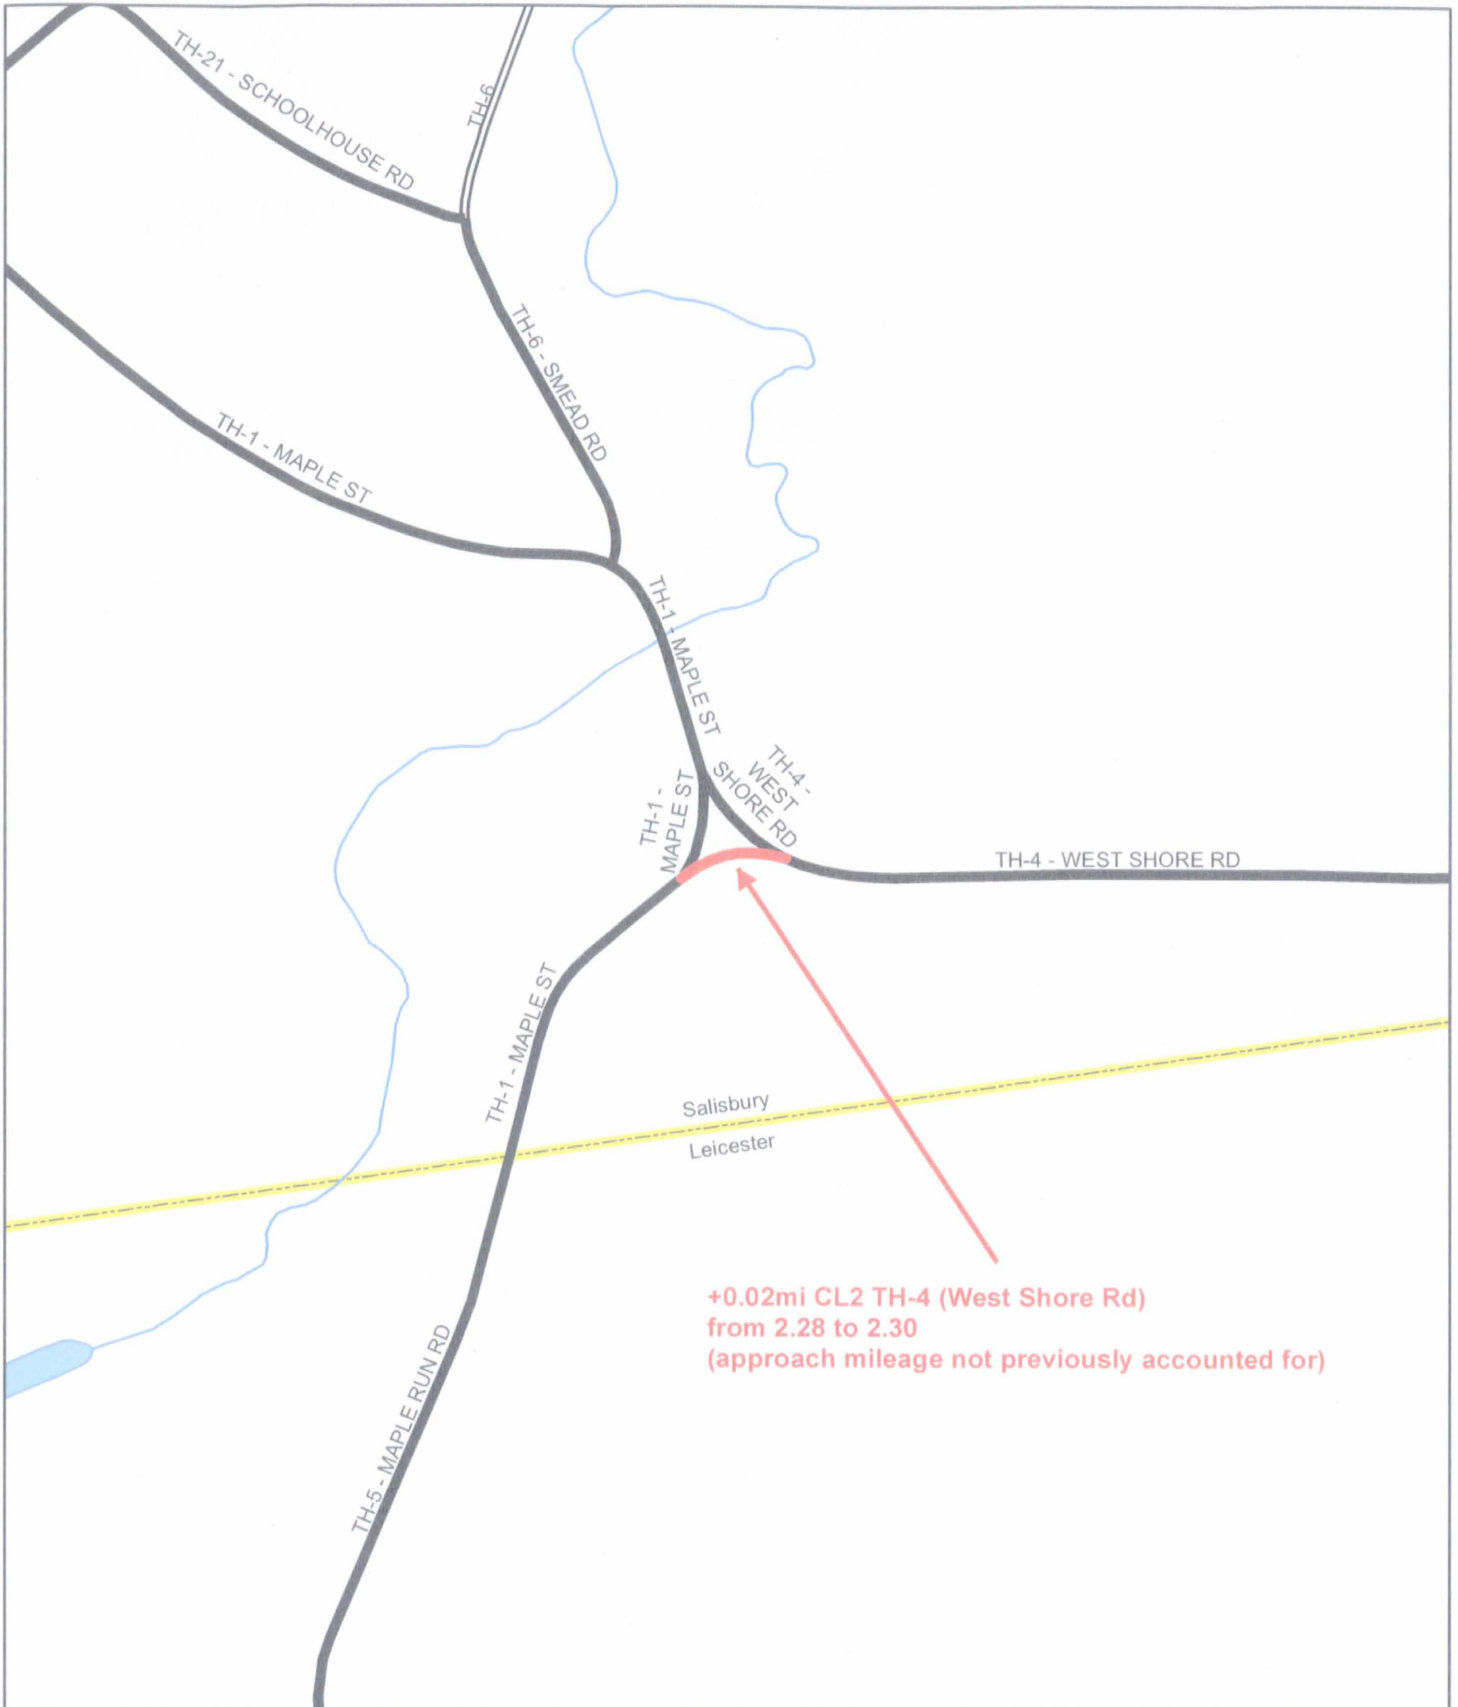 TH-21 - SCHOOLHOUSE RD
TH-6
TH-6 - SMEAD RD
TH-1 - MAPLE ST
TH-1 - MAPLE ST
TH-4 -
WEST
SHORE RD
TH-1 -
MAPLE ST
TH-4 - WEST SHORE RD
TH-1 - MAPLE ST
Salisbury
Leicester
+0.02mi CL2 TH-4 (West Shore Rd)
from 2.28 to 2.30
(approach mileage not previously accounted for)
TH-5 - MAPLE RUN RD